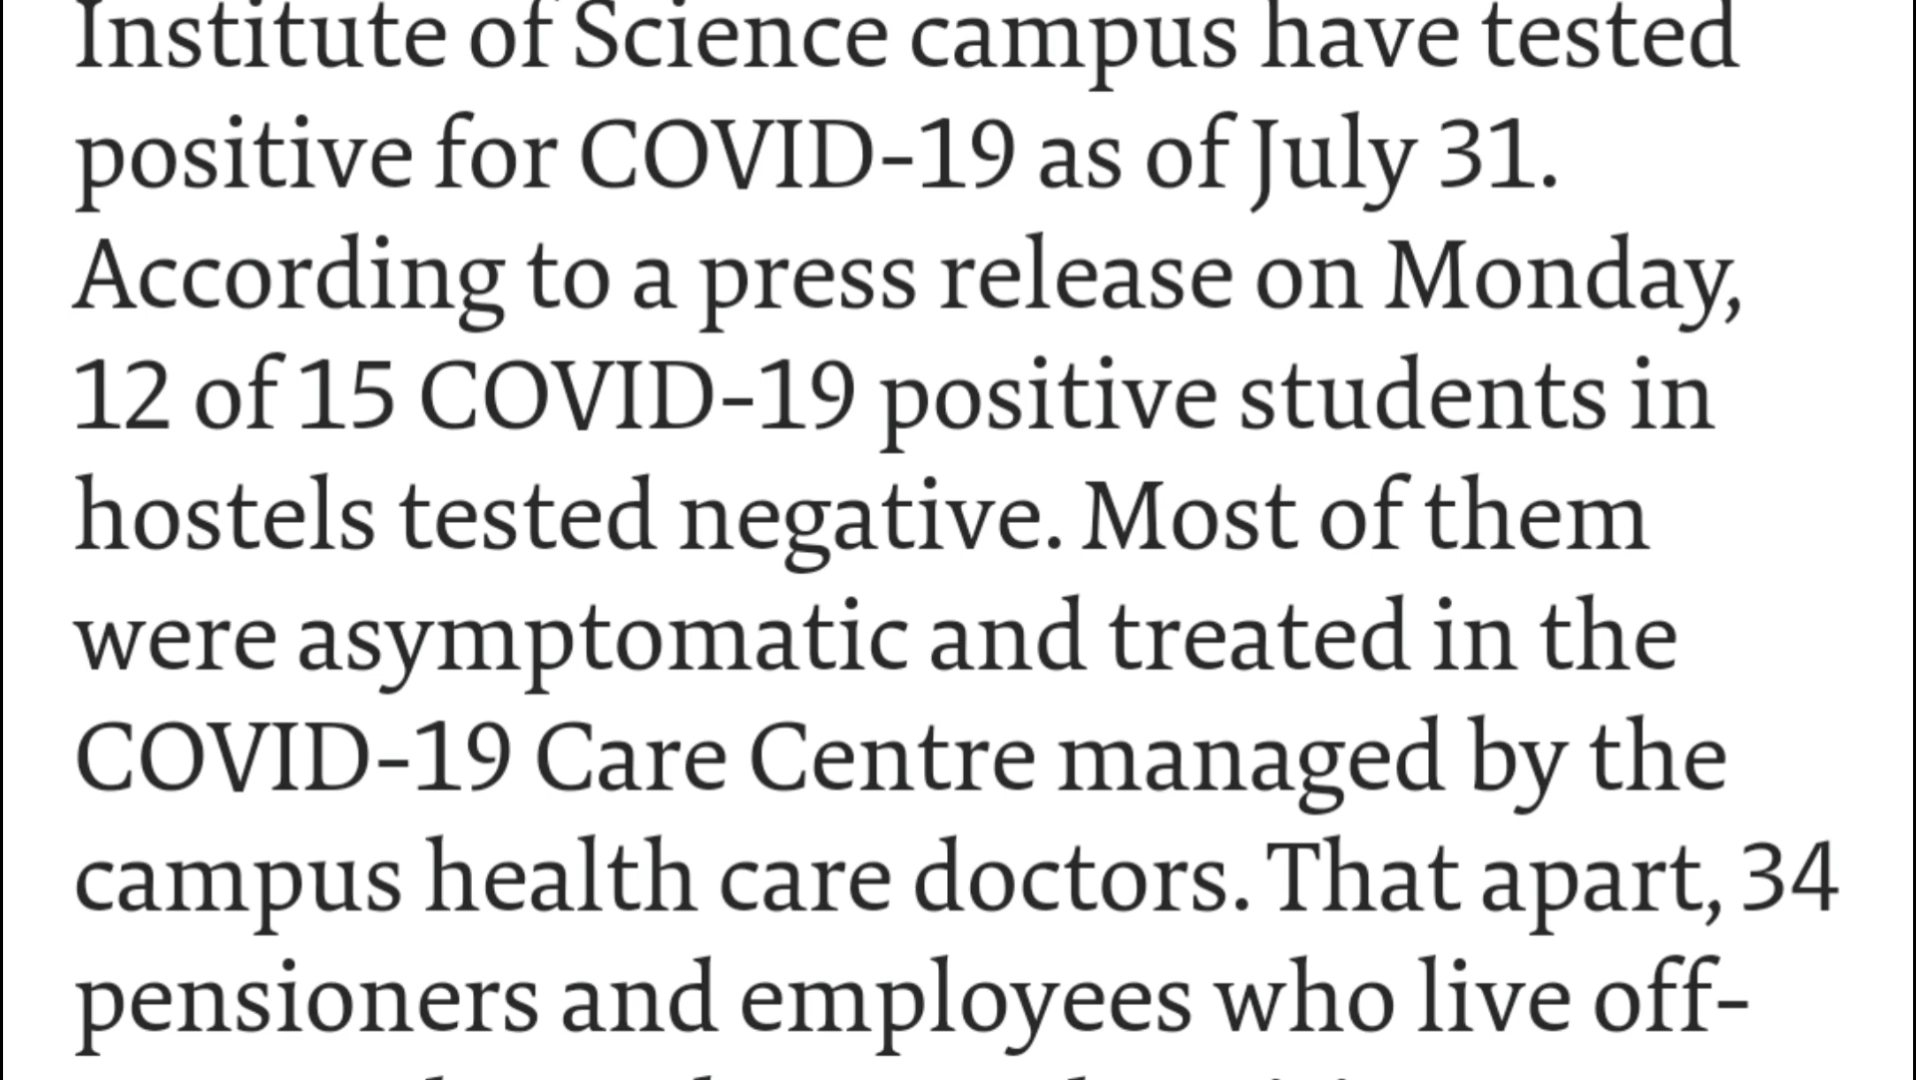 Institute of Science campus have tested
positive for COVID-19 as of July 31.
According to a press release on Monday,
12 of 15 COVID-19 positive students in
hostels tested negative. Most of them
were asymptomatic and treated in the
COVID-19 Care Centre managed by the
campus health care doctors. That apart, 34
pensioners and employees who live off-